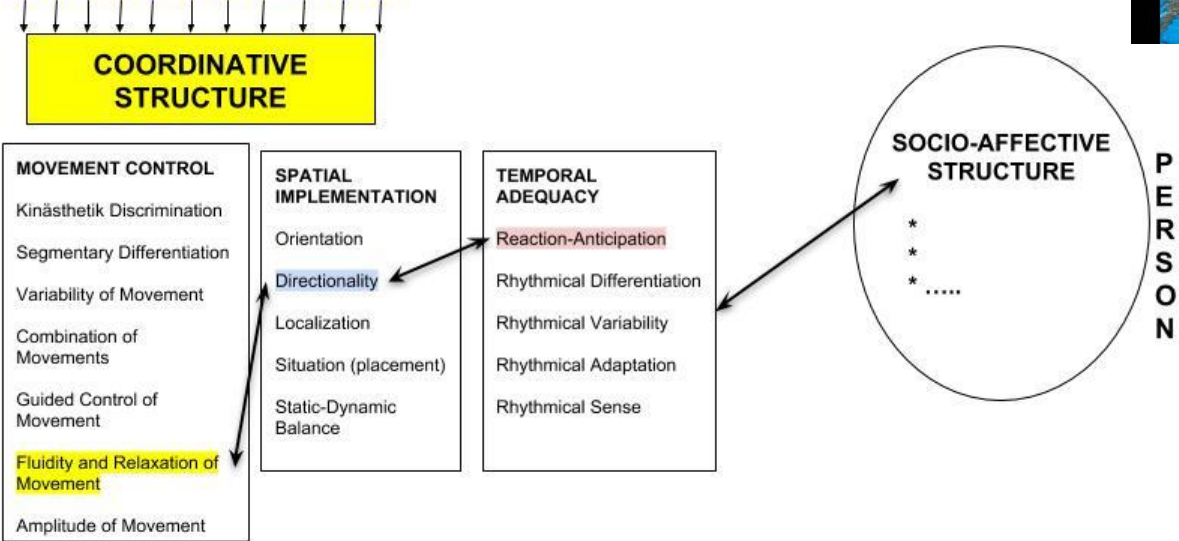 COORDINATIVE
STRUCTURE
MOVEMENT CONTROL
Kinästhetik Discrimination
Segmentary Differentiation
Variability of Movement
Combination of
Movements
Guided Control of
Movement
Fluidity and Relaxation of
Movement
Amplitude of Movement
SPATIAL
IMPLEMENTATION
Orientation
Directionality
Localization
Situation (placement)
Static-Dynamic
Balance
TEMPORAL
ADEQUACY
Reaction-Anticipation
Rhythmical Differentiation
Rhythmical Variability
Rhythmical Adaptation
Rhythmical Sense
SOCIO-AFFECTIVE
STRUCTURE
*
*
* .....
P
E
R
S
O
N